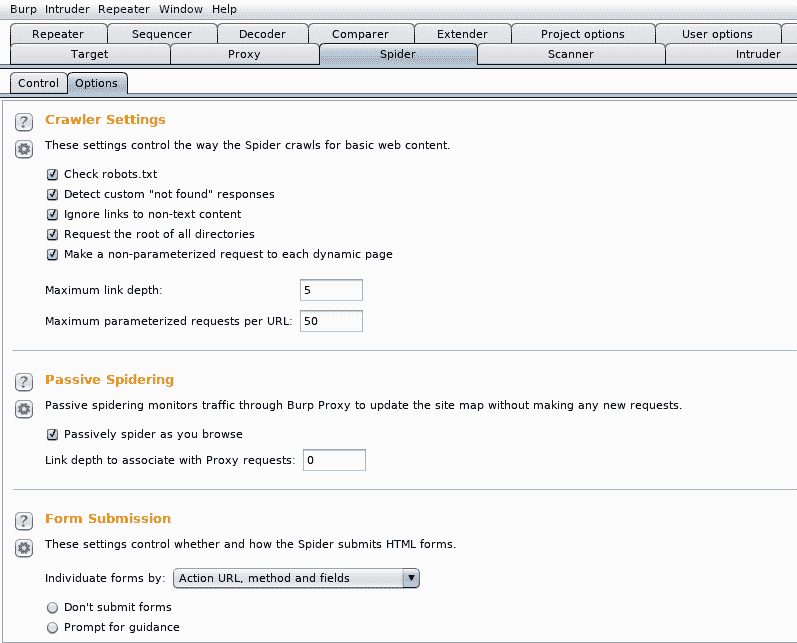 Burp Intruder Repeater Window Help
Repeater Sequencer Decoder Comparer Extender Project options User options
Target Proxy Spider Scanner Intruder
Control Options
? Crawler Settings
These settings control the way the Spider crawls for basic web content.
Check robots.txt
Detect custom "not found" responses
Ignore links to non-text content
Request the root of all directories
Make a non-parameterized request to each dynamic page
Maximum link depth: 5
Maximum parameterized requests per URL: 50
? Passive Spidering
Passive spidering monitors traffic through Burp Proxy to update the site map without making any new requests.
Passively spider as you browse
Link depth to associate with Proxy requests: 0
? Form Submission
These settings control whether and how the Spider submits HTML forms.
Individuate forms by: Action URL, method and fields
Don't submit forms
Prompt for guidance